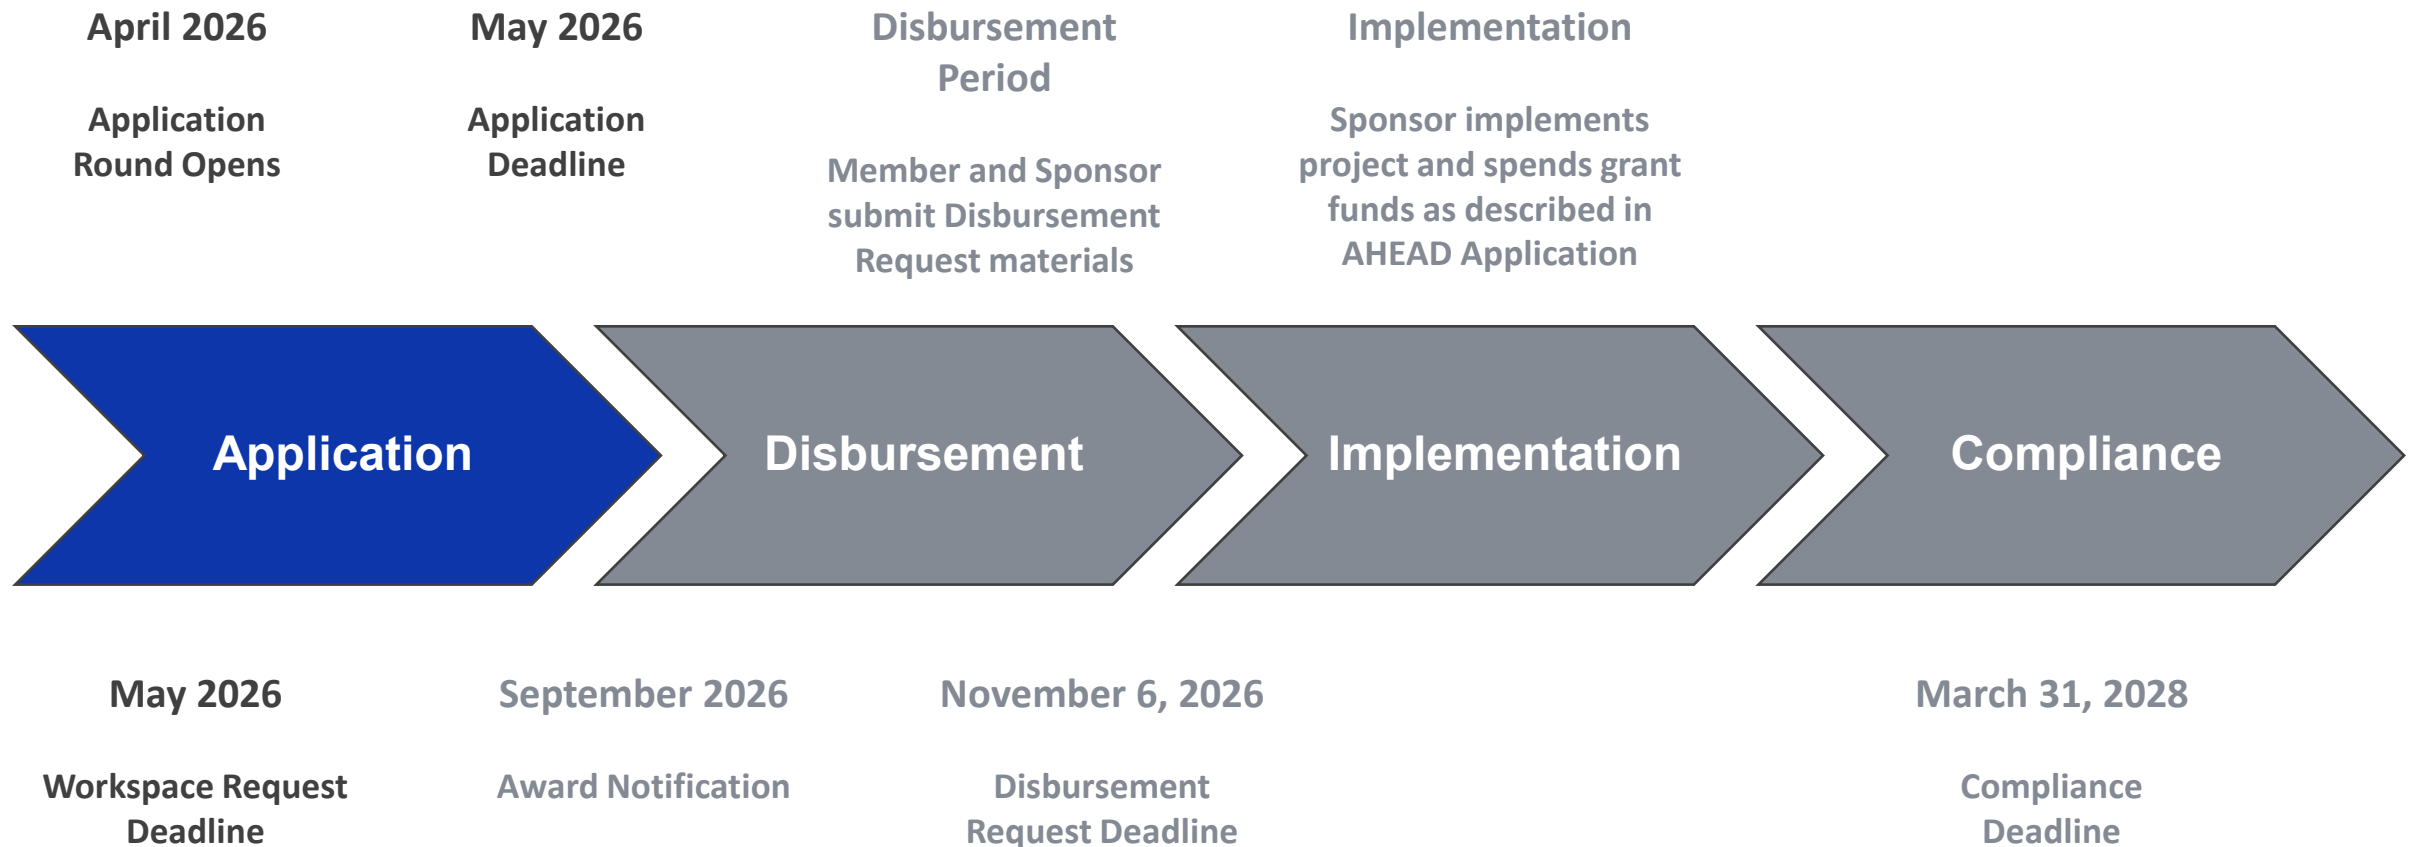 April 2026
Application
Round Opens
May 2026
Application
Deadline
Disbursement
Period
Member and Sponsor
submit Disbursement
Request materials
Implementation
Sponsor implements
project and spends grant
funds as described in
AHEAD Application
Application
Disbursement
Implementation
Compliance
May 2026
Workspace Request
Deadline
September 2026
Award Notification
November 6, 2026
Disbursement
Request Deadline
March 31, 2028
Compliance
Deadline